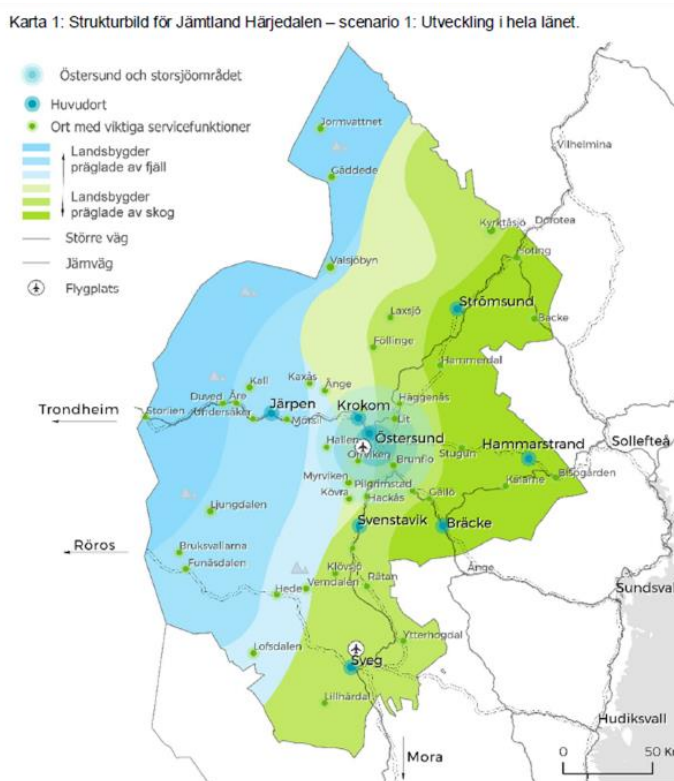 Karta 1: Strukturbild för Jämtland Härjedalen – scenario 1: Utveckling i hela länet.
Östersund och storsjöområdet
Huvudort
Ort med viktiga servicefunktioner
Landsbygder
präglade av fjäll
Landsbygder
präglade av skog
Större väg
Järnväg
Flygplats
Jormvattnet
Gäddede
Vilhelmina
Kyrktåsjö
Dorotea
Valsjöbyn
Strömsund
Backe
Laxsjö
Föllinge
Hammerdal
Kall
Kaxås
Ånge
Häggenås
Duved
Åre
Järpen
Krokom
Trondheim
Storlien
Undersåker
Mörsil
Lit
Östersund
Hammarstrand
Sollefteå
Hallen
Orrviken
Brunflo
Stugun
Bispgården
Myrviken
Pilgrimstad
Kälarne
Kövra
Hackås
Gällö
Ljungdalen
Svenstavik
Bräcke
Röros
Bruksvallarna
Funäsdalen
Klövsjö
Rätan
Ånge
Sundsvall
Hede
Vemdalen
Ytterhogdal
Lofsdalen
Sveg
Lillhärdal
Hudiksvall
Mora
0
50 Km